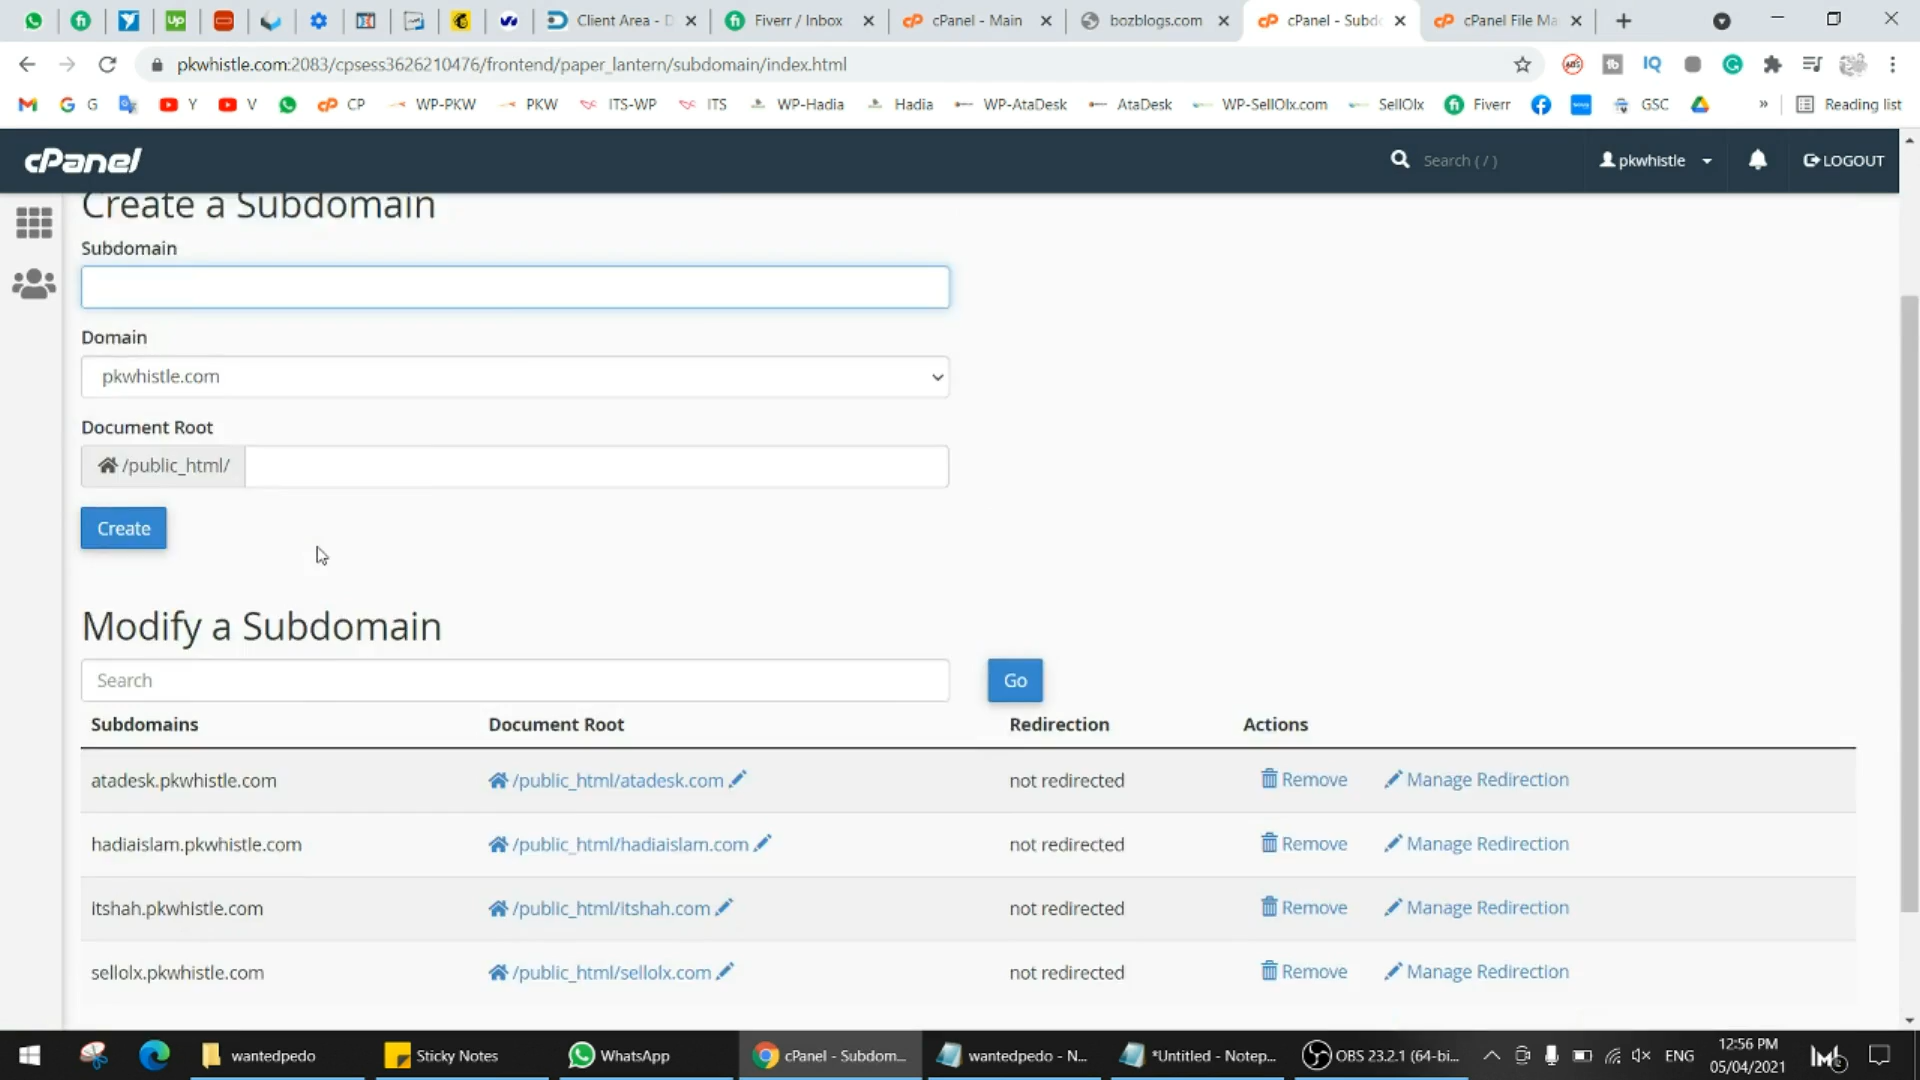 Client Area - D
Fiverr / Inbox
cPanel - Main
bozblogs.com
cPanel - Subdo
cPanel File Ma
pkwhistle.com:2083/cpsess3626210476/frontend/paper_lantern/subdomain/index.html
G
Y
V
CP
WP-PKW
PKW
ITS-WP
ITS
WP-Hadia
Hadia
WP-AtaDesk
AtaDesk
WP-SellOlx.com
SellOlx
Fiverr
GSC
Reading list
cPanel
Search ( / )
pkwhistle
LOGOUT
Create a Subdomain
Subdomain
Domain
pkwhistle.com
Document Root
/public_html/
Create
Modify a Subdomain
Search
Go
Subdomains Document Root Redirection Actions
atadesk.pkwhistle.com /public_html/atadesk.com not redirected Remove Manage Redirection
hadiaislam.pkwhistle.com /public_html/hadiaislam.com not redirected Remove Manage Redirection
itshah.pkwhistle.com /public_html/itshah.com not redirected Remove Manage Redirection
sellolx.pkwhistle.com /public_html/sellolx.com not redirected Remove Manage Redirection
wantedpedo
Sticky Notes
WhatsApp
cPanel - Subdom...
wantedpedo - N...
*Untitled - Notep...
OBS 23.2.1 (64-bi...
ENG
12:56 PM
05/04/2021